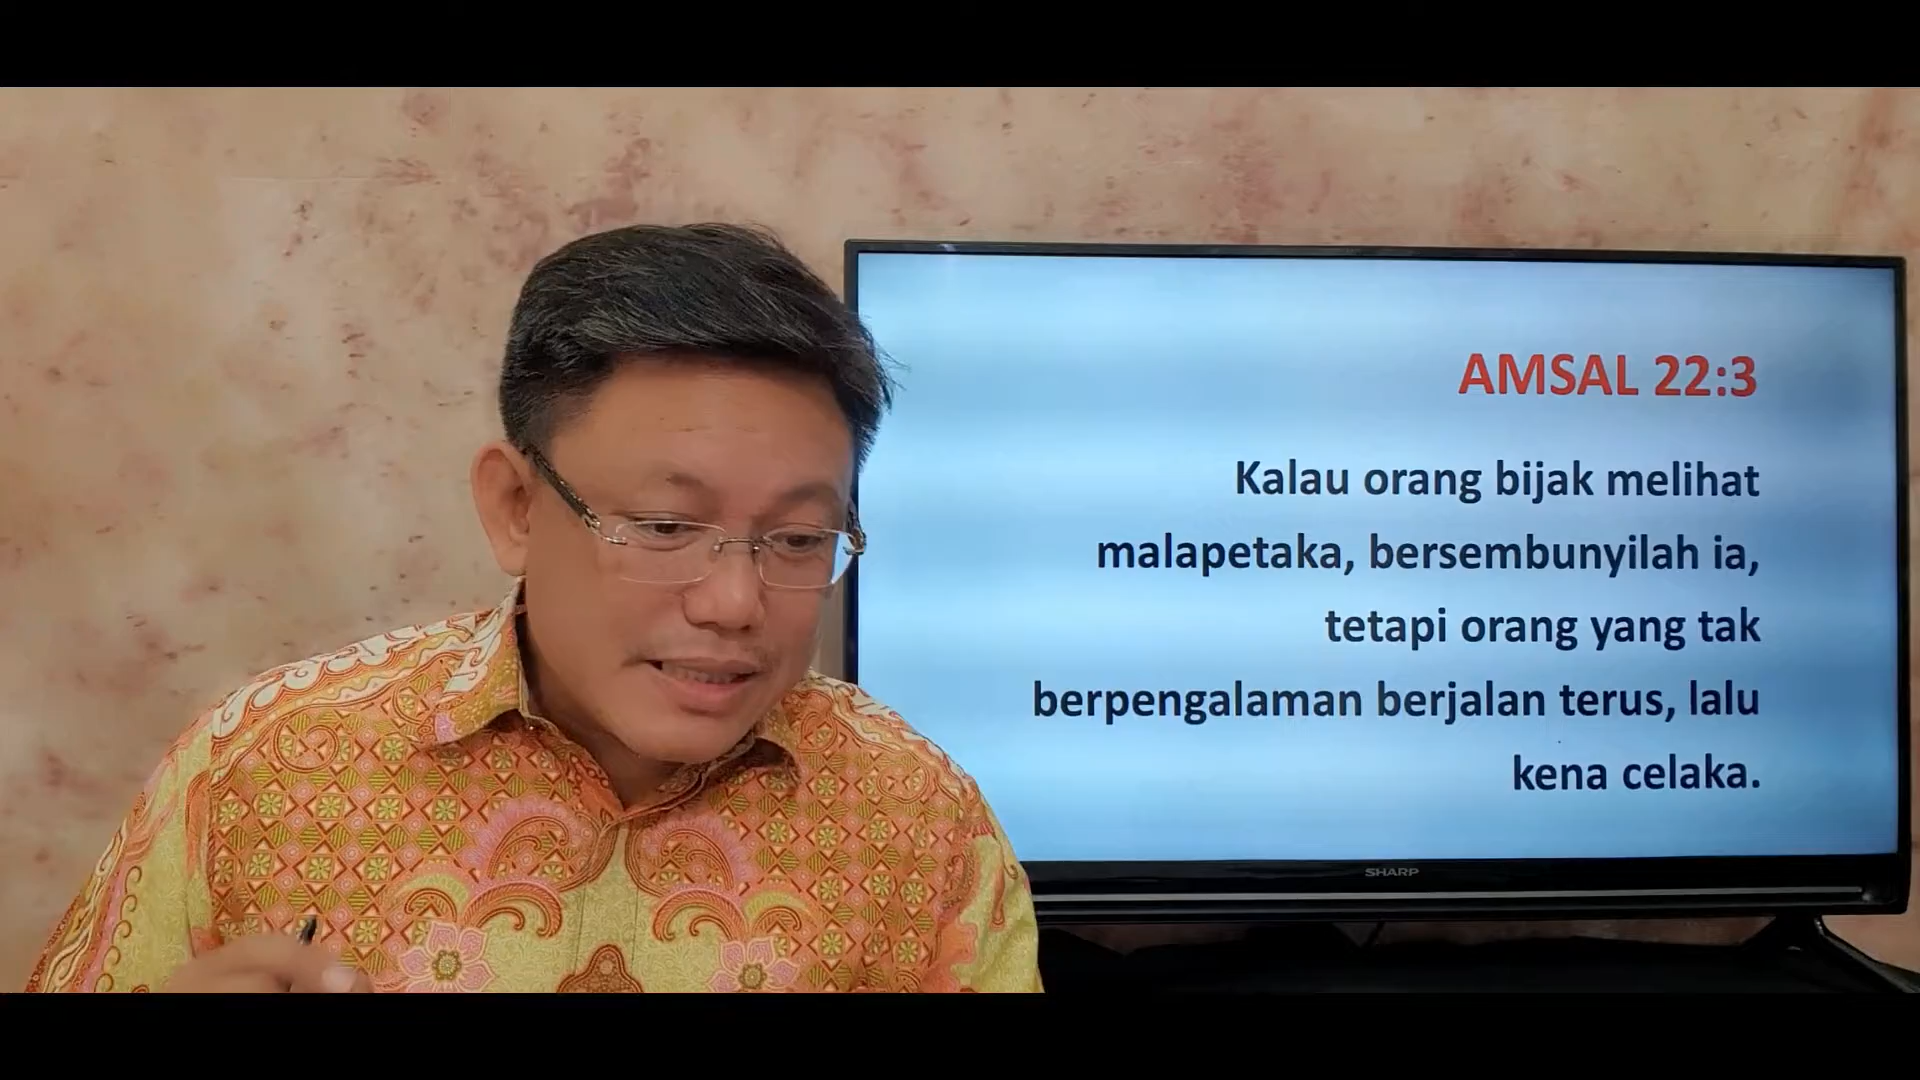 AMSAL 22:3
Kalau orang bijak melihat
malapetaka, bersembunyilah ia,
tetapi orang yang tak
berpengalaman berjalan terus, lalu
kena celaka.
SHARP